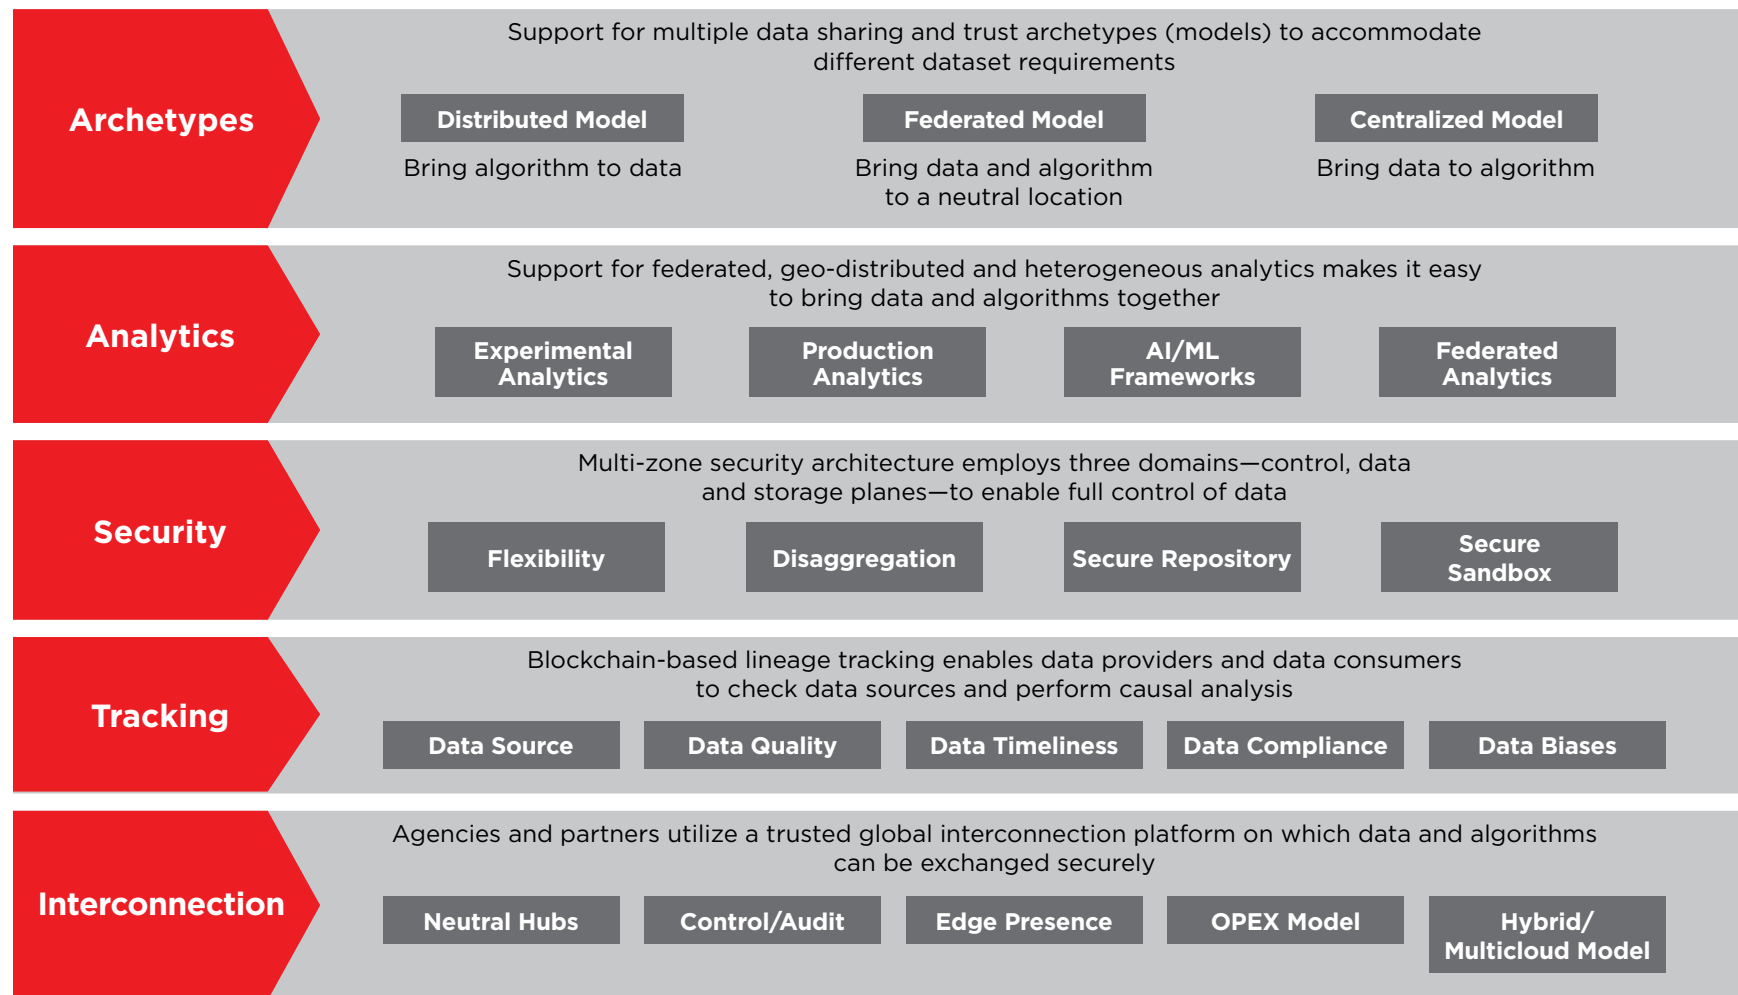 Archetypes
Support for multiple data sharing and trust archetypes (models) to accommodate
different dataset requirements
Distributed Model
Bring algorithm to data
Federated Model
Bring data and algorithm
to a neutral location
Centralized Model
Bring data to algorithm
Analytics
Support for federated, geo-distributed and heterogeneous analytics makes it easy
to bring data and algorithms together
Experimental
Analytics
Production
Analytics
AI/ML
Frameworks
Federated
Analytics
Security
Multi-zone security architecture employs three domains—control, data
and storage planes—to enable full control of data
Flexibility
Disaggregation
Secure Repository
Secure
Sandbox
Tracking
Blockchain-based lineage tracking enables data providers and data consumers
to check data sources and perform causal analysis
Data Source
Data Quality
Data Timeliness
Data Compliance
Data Biases
Interconnection
Agencies and partners utilize a trusted global interconnection platform on which data and algorithms
can be exchanged securely
Neutral Hubs
Control/Audit
Edge Presence
OPEX Model
Hybrid/
Multicloud Model